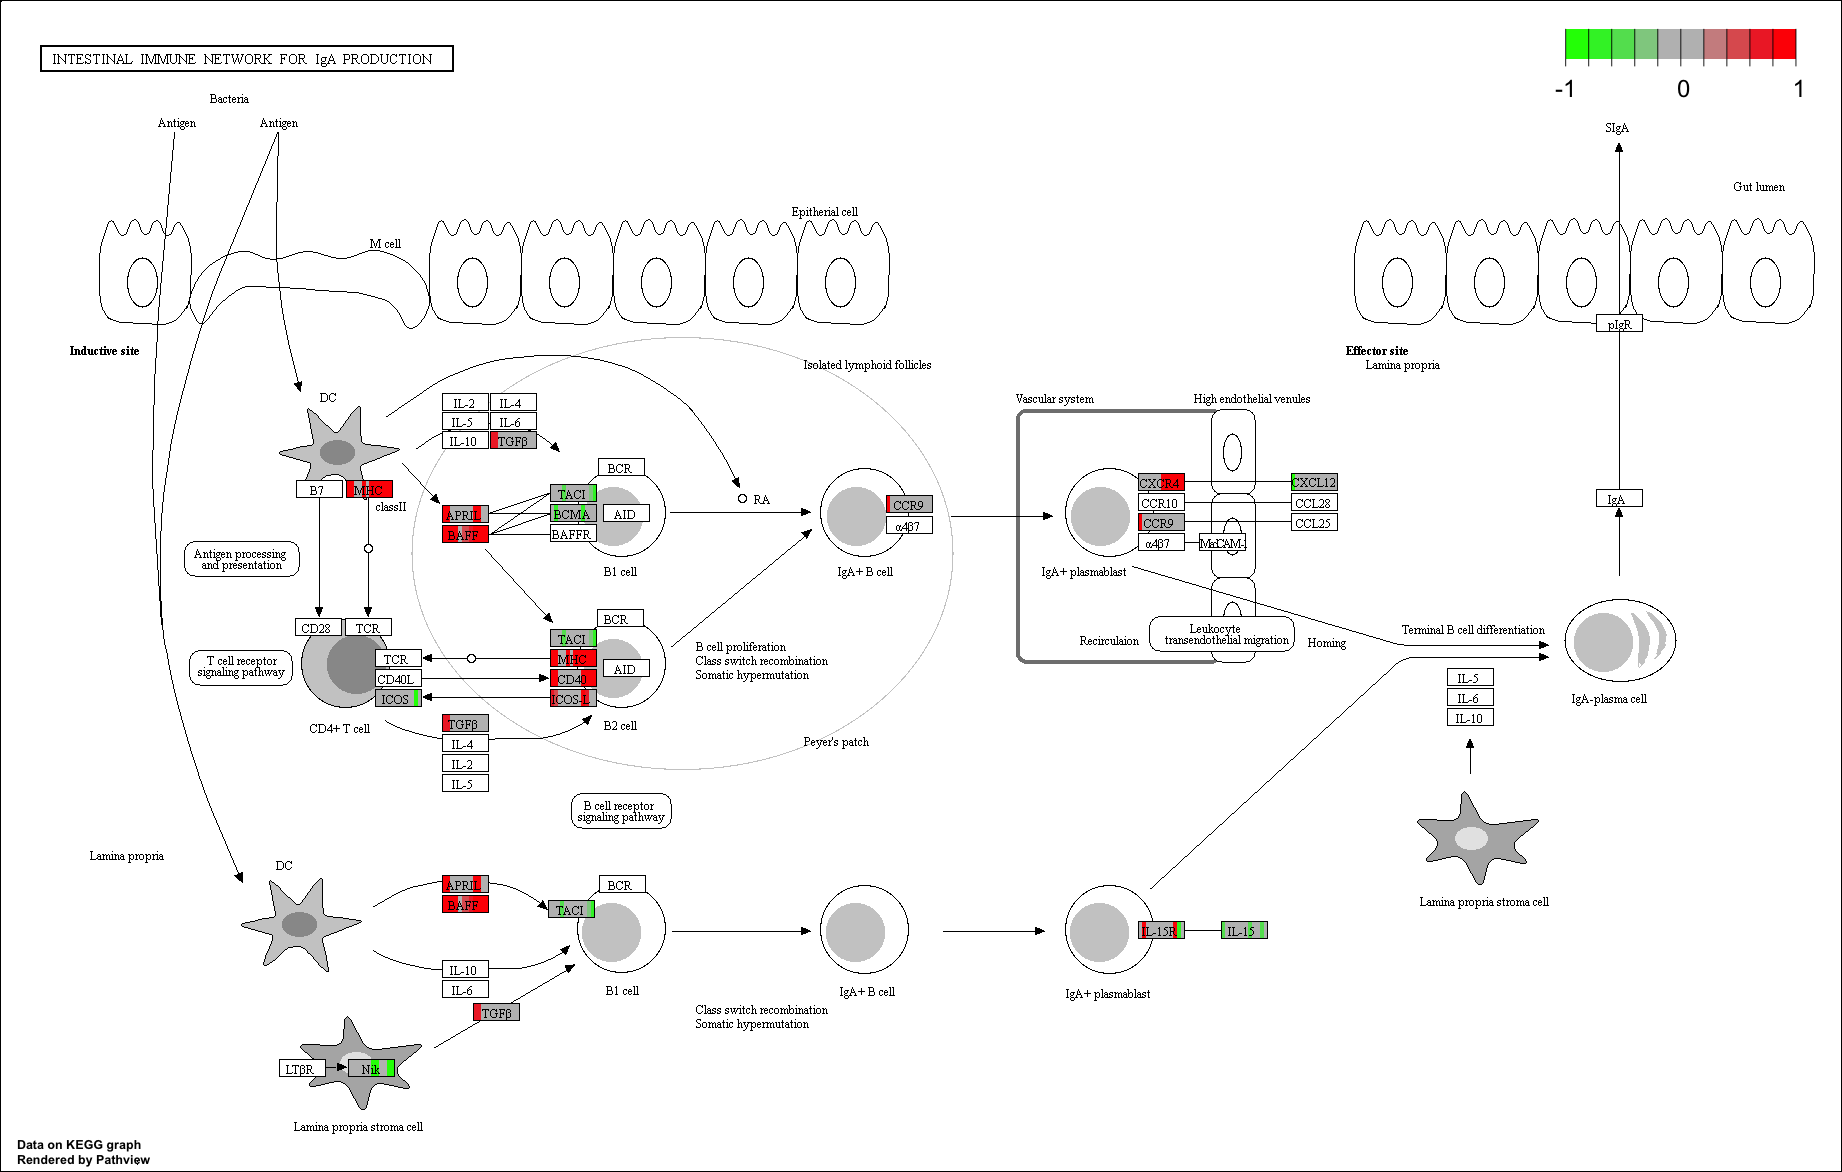 INTESTINAL IMMUNE NETWORK FOR IgA PRODUCTION
-1 0 1
Bacteria
Antigen Antigen
SIgA
Gut lumen
Epitherial cell
M cell
pIgR
Inductive site
Effector site
Lamina propria
Isolated lymphoid follicles
DC
IL-2 IL-4
IL-5 IL-6
IL-10 TGFβ
Vascular system
High endothelial venules
B7 MHC
classII
BCR
TACI
APRIL
BCMA AID
BAFF
BAFFR
B1 cell
RA
CCR9
α4β7
IgA+ B cell
CXCR4 CXCL12
CCR10 CCL28
CCR9 CCL25
α4β7
IgA+ plasmablast
IgA
Antigen processing
and presentation
CD28 TCR
BCR
TACI
TCR MHC
CD40L CD40
AID
ICOS ICOS-L
B2 cell
T cell receptor
signaling pathway
CD4+ T cell
B cell proliferation
Class switch recombination
Somatic hypermutation
Recirculaion
Leukocyte
transendothelial migration
Homing
Terminal B cell differentiation
IL-5
IL-6
IL-10
IgA-plasma cell
TGFβ
IL-4
IL-2
IL-5
Peyer's patch
B cell receptor
signaling pathway
Lamina propria
DC
APRIL
BAFF
BCR
TACI
IL-10
IL-6
TGFβ
B1 cell
IgA+ B cell
IL-15R IL-15
IgA+ plasmablast
Lamina propria stroma cell
Class switch recombination
Somatic hypermutation
LTβR Nik
Lamina propria stroma cell
Data on KEGG graph
Rendered by Pathview